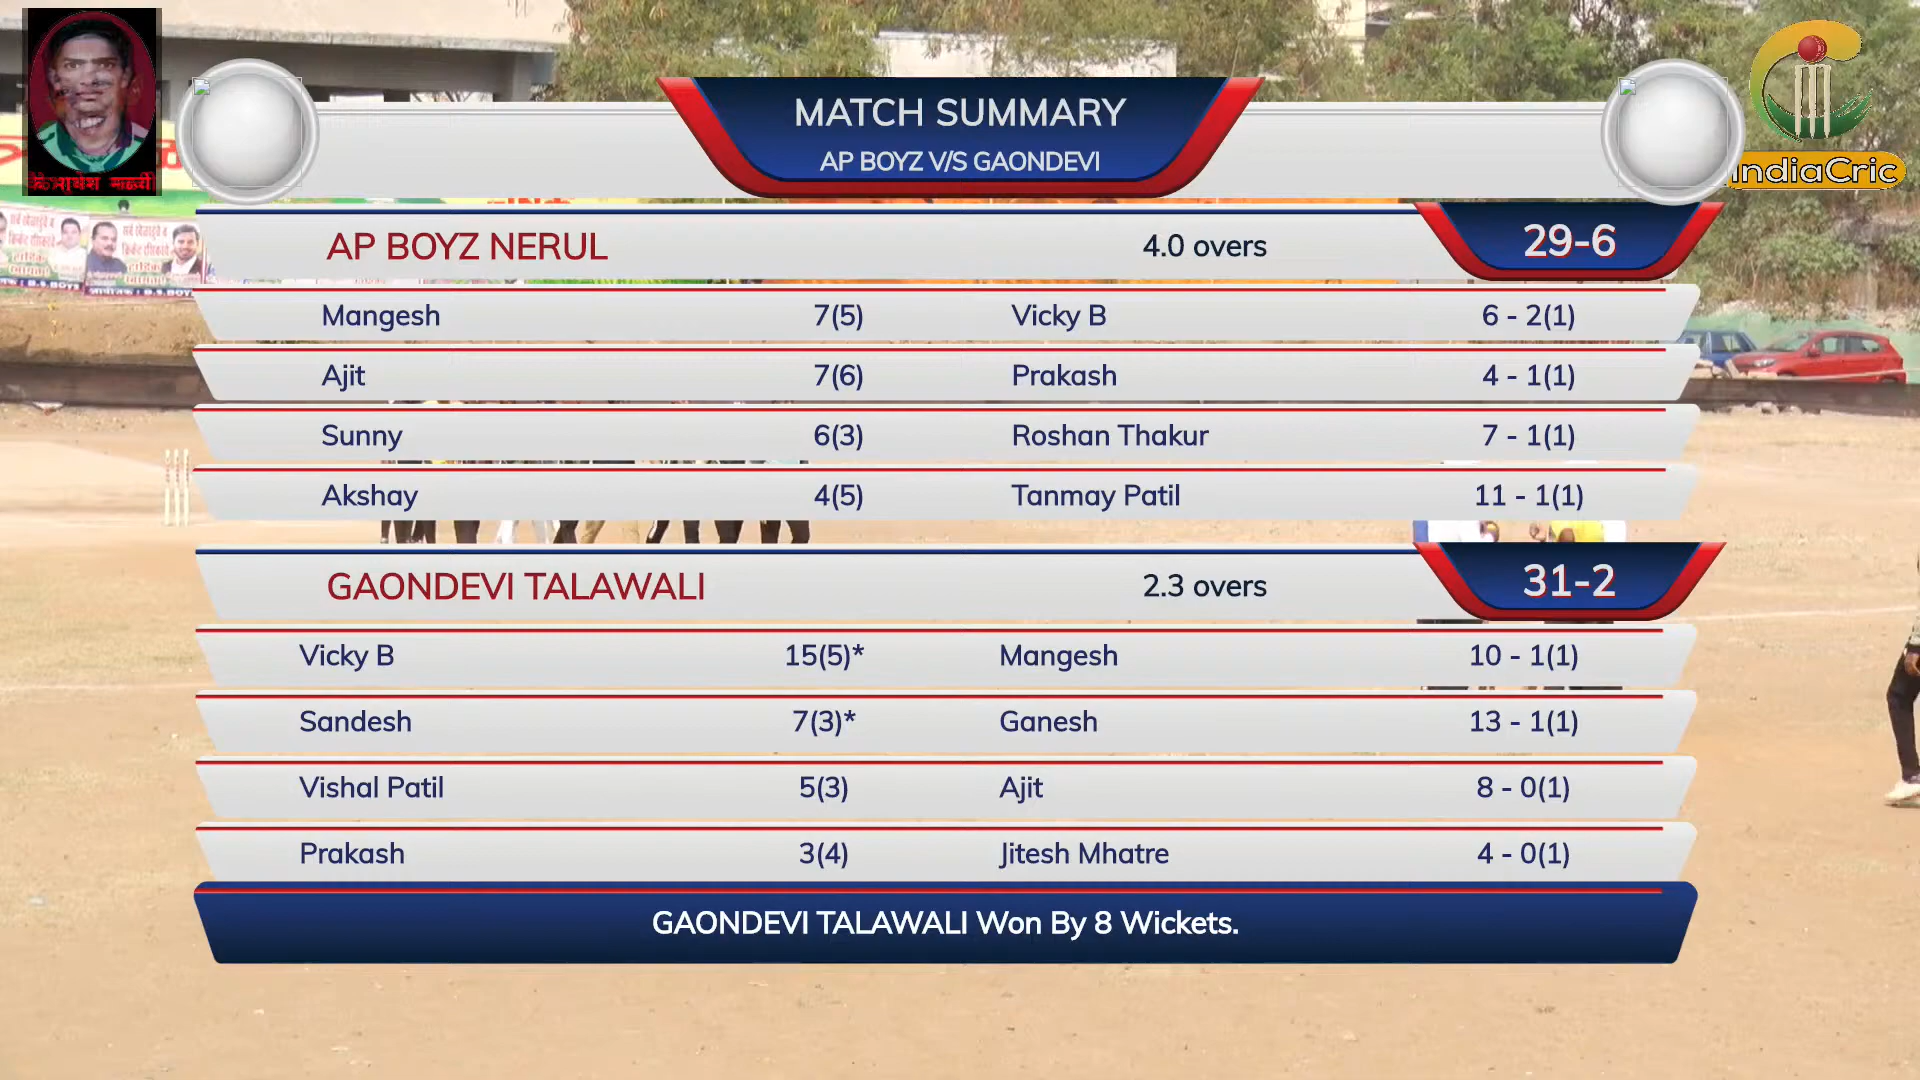 MATCH SUMMARY
AP BOYZ V/S GAONDEVI
IndiaCric
AP BOYZ NERUL 4.0 overs 29-6
Mangesh 7(5) Vicky B 6 - 2(1)
Ajit 7(6) Prakash 4 - 1(1)
Sunny 6(3) Roshan Thakur 7 - 1(1)
Akshay 4(5) Tanmay Patil 11 - 1(1)
GAONDEVI TALAWALI 2.3 overs 31-2
Vicky B 15(5)* Mangesh 10 - 1(1)
Sandesh 7(3)* Ganesh 13 - 1(1)
Vishal Patil 5(3) Ajit 8 - 0(1)
Prakash 3(4) Jitesh Mhatre 4 - 0(1)
GAONDEVI TALAWALI Won By 8 Wickets.